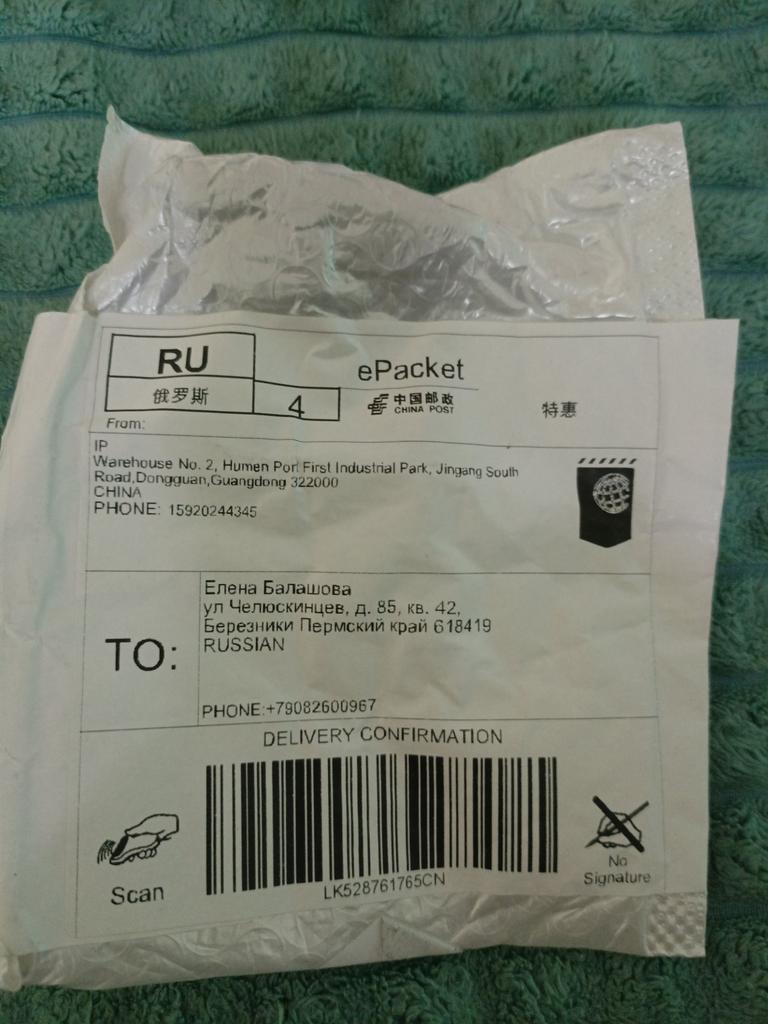 RU
俄罗斯
4
ePacket
中国邮政
CHINA POST
特惠
From:
IP
Warehouse No. 2, Humen Port First Industrial Park, Jingang South
Road,Dongguan,Guangdong 322000
CHINA
PHONE: 15920244345
TO:
Елена Балашова
ул Челюскинцев, д. 85, кв. 42,
Березники Пермский край 618419
RUSSIAN
PHONE:+79082600967
DELIVERY CONFIRMATION
Scan
LK528761765CN
No
Signature